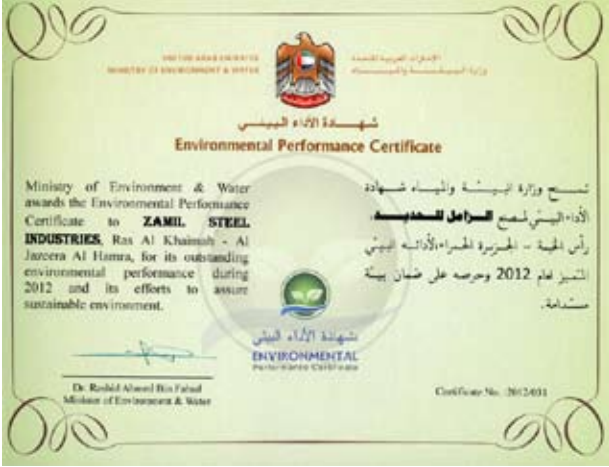 UNITED ARAB EMIRATES
MINISTRY OF ENVIRONMENT & WATER
الإمارات العربية المتحدة
وزارة البيئة والمياه
شهادة الأداء البيئي
Environmental Performance Certificate
Ministry of Environment & Water
awards the Environmental Performance
Certificate to ZAMIL STEEL
INDUSTRIES, Ras Al Khaimah - Al
Jazeera Al Hamra, for its outstanding
environmental performance during
2012 and its efforts to assure
sustainable environment.
تمنح وزارة البيئة والمياه شهادة
الأداء البيئي لمصنع الزامل للحديد،
رأس الخيمة - الجزيرة الحمراء لأدائه البيئي
المتميز لعام 2012 وحرصه على ضمان بيئة
مستدامة.
شهادة الأداء البيئي
ENVIRONMENTAL
Performance Certificate
Dr. Rashid Ahmed Bin Fahad
Minister of Environment & Water
Certificate No. :2012/031